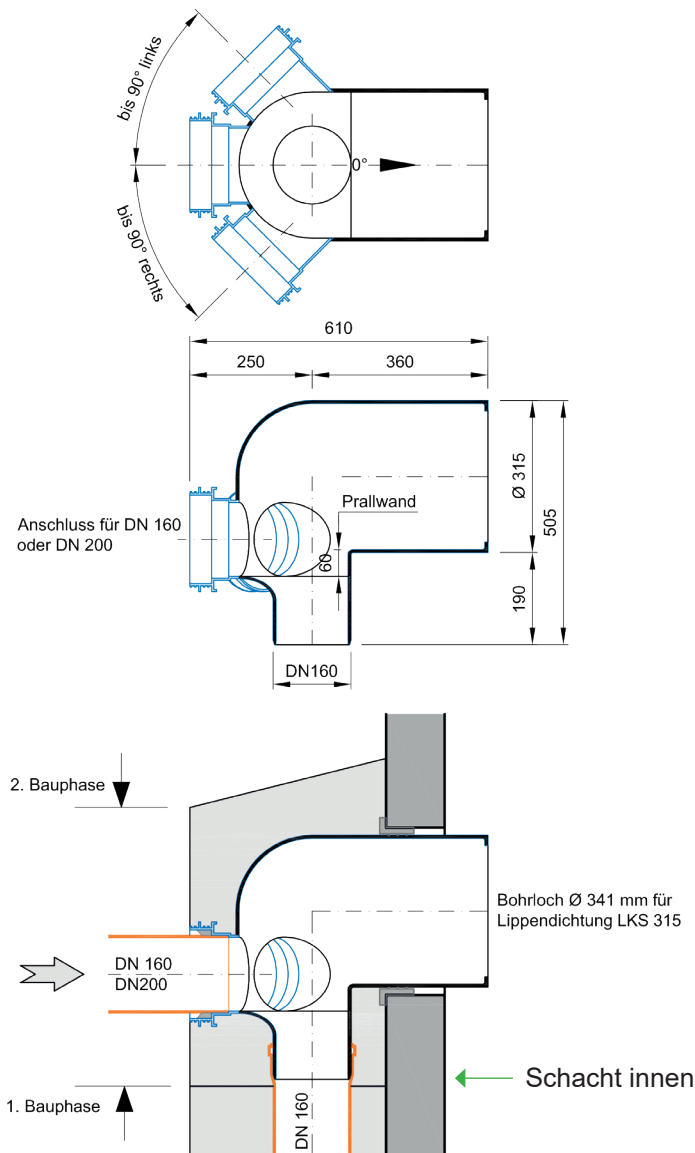 bis 90° links
0°
bis 90° rechts
610
250
360
Prallwand
Ø 315
505
Anschluss für DN 160
oder DN 200
60
190
DN160
2. Bauphase
Bohrloch Ø 341 mm für
Lippendichtung LKS 315
DN 160
DN200
Schacht innen
1. Bauphase
DN 160